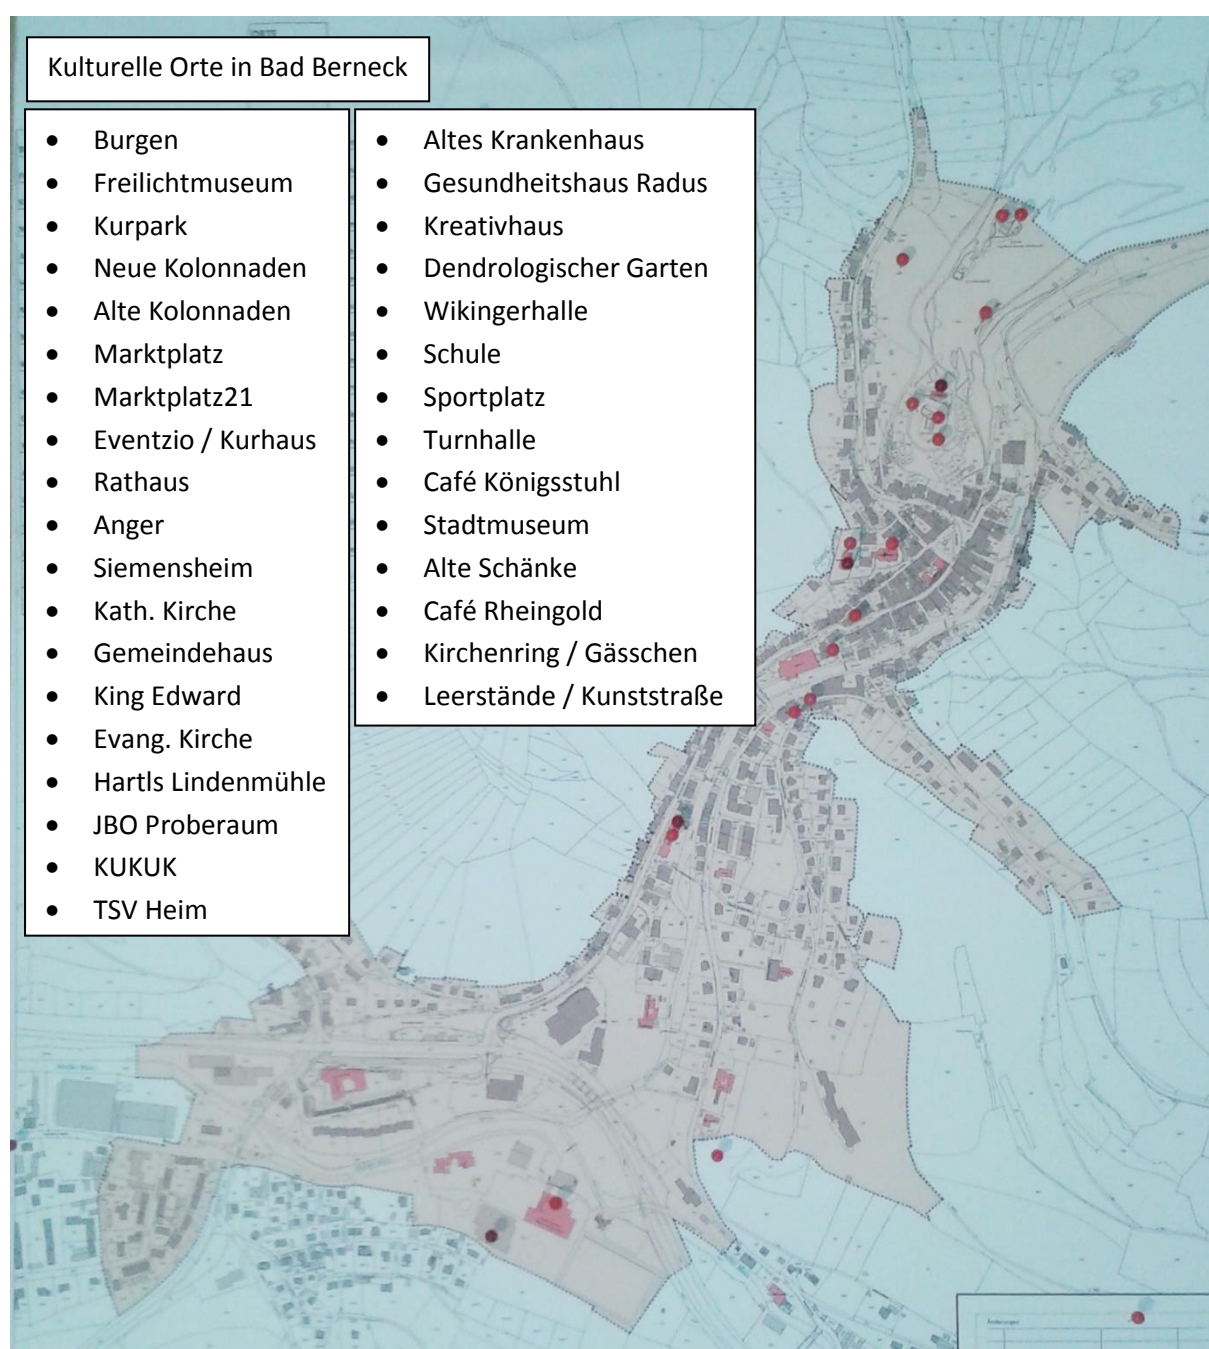 Kulturelle Orte in Bad Berneck
• Burgen
• Freilichtmuseum
• Kurpark
• Neue Kolonnaden
• Alte Kolonnaden
• Marktplatz
• Marktplatz21
• Eventzio / Kurhaus
• Rathaus
• Anger
• Siemensheim
• Kath. Kirche
• Gemeindehaus
• King Edward
• Evang. Kirche
• Hartls Lindenmühle
• JBO Proberaum
• KUKUK
• TSV Heim
• Altes Krankenhaus
• Gesundheitshaus Radus
• Kreativhaus
• Dendrologischer Garten
• Wikingerhalle
• Schule
• Sportplatz
• Turnhalle
• Café Königsstuhl
• Stadtmuseum
• Alte Schänke
• Café Rheingold
• Kirchenring / Gässchen
• Leerstände / Kunststraße
Änderungen